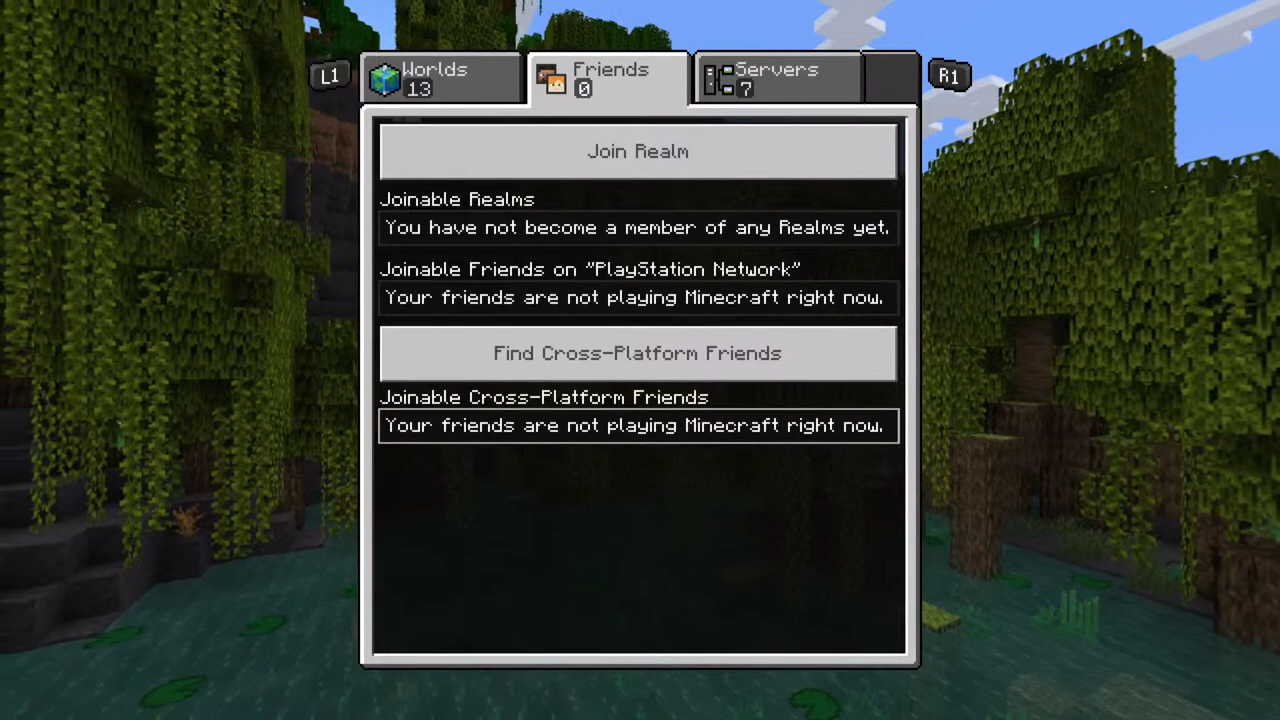 L1
Worlds
13
Friends
0
Servers
7
R1
Join Realm
Joinable Realms
You have not become a member of any Realms yet.
Joinable Friends on "PlayStation Network"
Your friends are not playing Minecraft right now.
Find Cross-Platform Friends
Joinable Cross-Platform Friends
Your friends are not playing Minecraft right now.